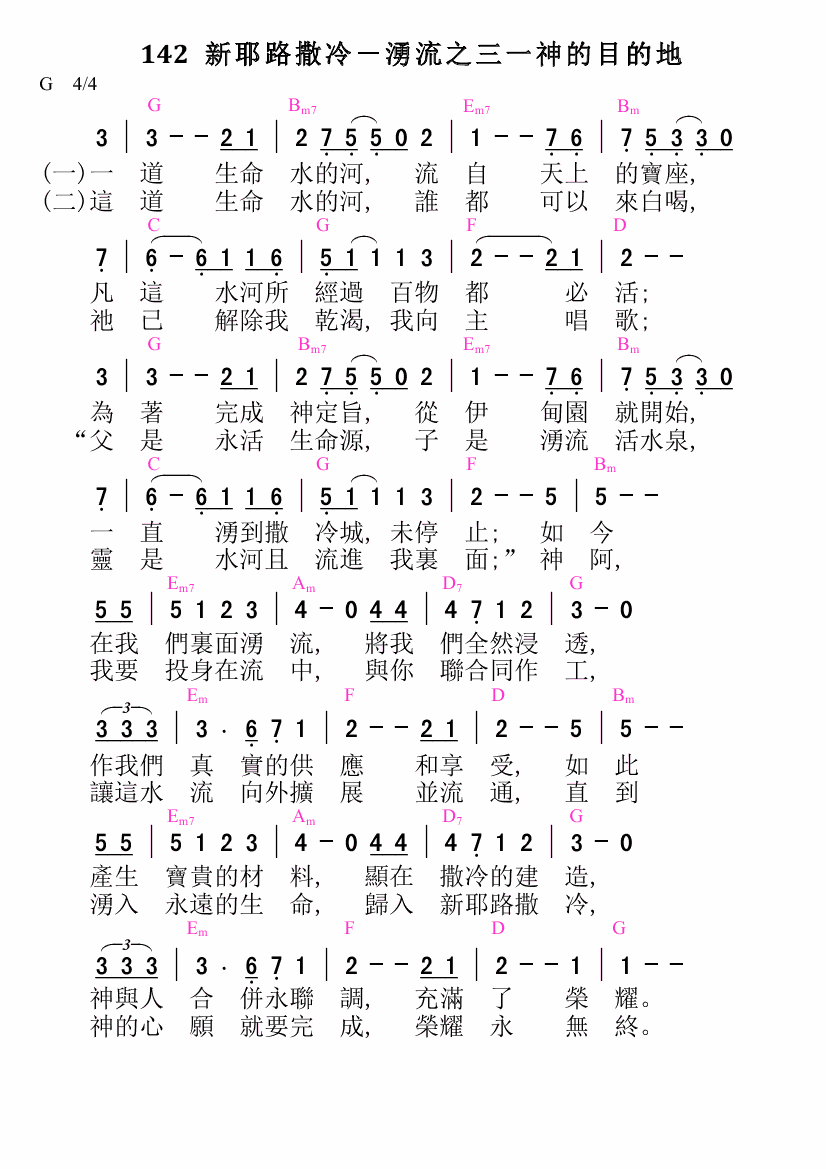 142 新耶路撒冷－湧流之三一神的目的地
G 4/4
G Bm7 Em7 Bm
3 | 3 - - 2 1 | 2 7 5 5 0 2 | 1 - - 7 6 | 7 5 3 3 0
(一)一 道 生命 水的河, 流 自 天上 的寶座,
(二)這 道 生命 水的河, 誰 都 可以 來白喝,
C G F D
7 | 6 - 6 1 1 6 | 5 1 1 1 3 | 2 - - 2 1 | 2 - -
凡 這 水河所 經過 百物 都 必 活;
祂 已 解除我 乾渴, 我向 主 唱 歌;
G Bm7 Em7 Bm
3 | 3 - - 2 1 | 2 7 5 5 0 2 | 1 - - 7 6 | 7 5 3 3 0
為 著 完成 神定旨, 從 伊 甸園 就開始,
“父 是 永活 生命源, 子 是 湧流 活水泉,
C G F Bm
7 | 6 - 6 1 1 6 | 5 1 1 1 3 | 2 - - 5 | 5 - -
一 直 湧到撒 冷城, 未停 止; 如 今
靈 是 水河且 流進 我裏 面;” 神 阿,
Em7 Am D7 G
5 5 | 5 1 2 3 | 4 - 0 4 4 | 4 7 1 2 | 3 - 0
在我 們裏面湧 流, 將我 們全然浸 透,
我要 投身在流 中, 與你 聯合同作 工,
Em F D Bm
3
3 3 3 | 3 . 6 7 1 | 2 - - 2 1 | 2 - - 5 | 5 - -
作我們 真 實的供 應 和享 受, 如 此
讓這水 流 向外擴 展 並流 通, 直 到
Em7 Am D7 G
5 5 | 5 1 2 3 | 4 - 0 4 4 | 4 7 1 2 | 3 - 0
產生 寶貴的材 料, 顯在 撒冷的建 造,
湧入 永遠的生 命, 歸入 新耶路撒 冷,
Em F D G
3
3 3 3 | 3 . 6 7 1 | 2 - - 2 1 | 2 - - 1 | 1 - -
神與人 合 併永聯 調, 充滿 了 榮 耀。
神的心 願 就要完 成, 榮耀 永 無 終。